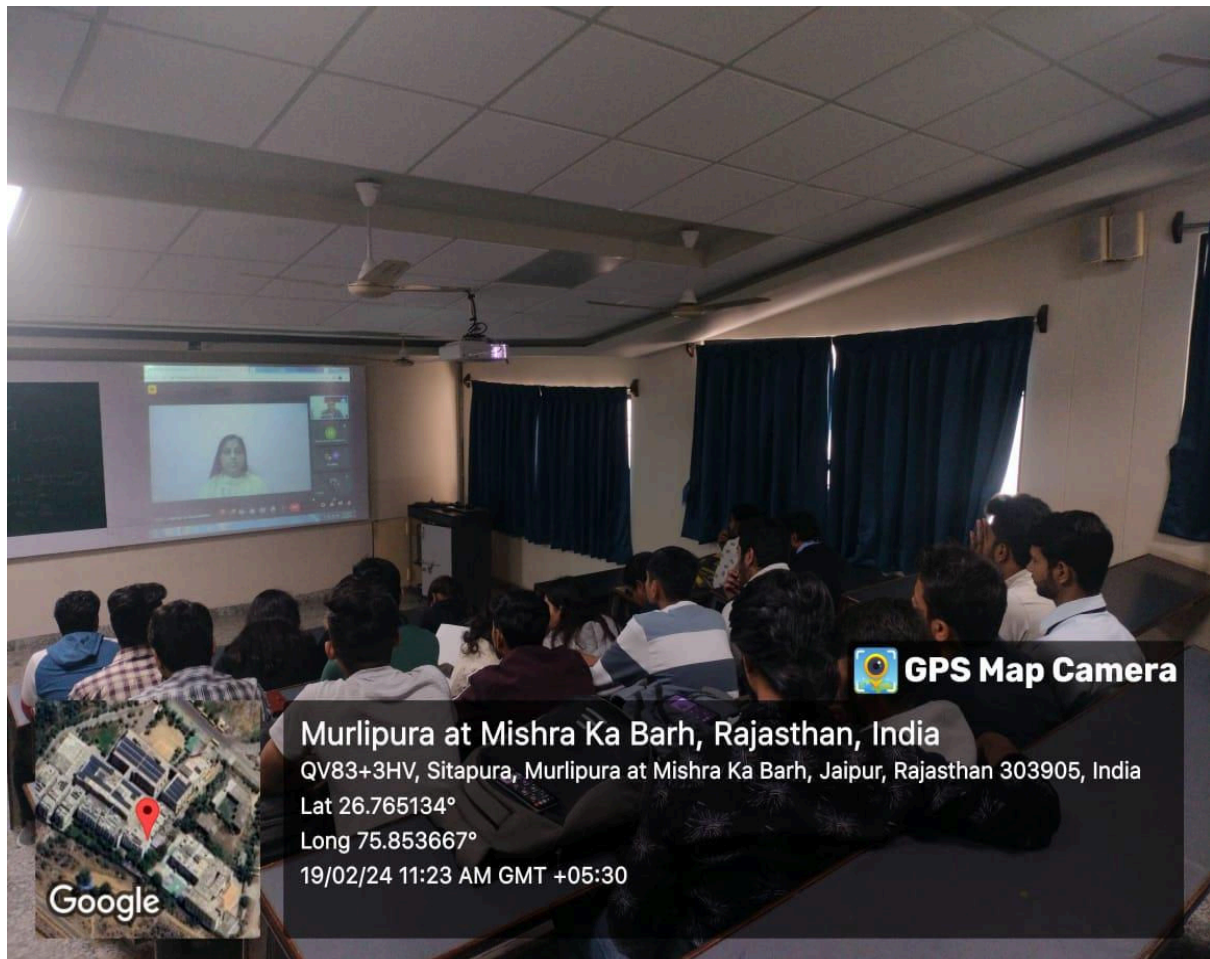 GPS Map Camera
Murlipura at Mishra Ka Barh, Rajasthan, India
QV83+3HV, Sitapura, Murlipura at Mishra Ka Barh, Jaipur, Rajasthan 303905, India
Lat 26.765134°
Long 75.853667°
19/02/24 11:23 AM GMT +05:30
Google